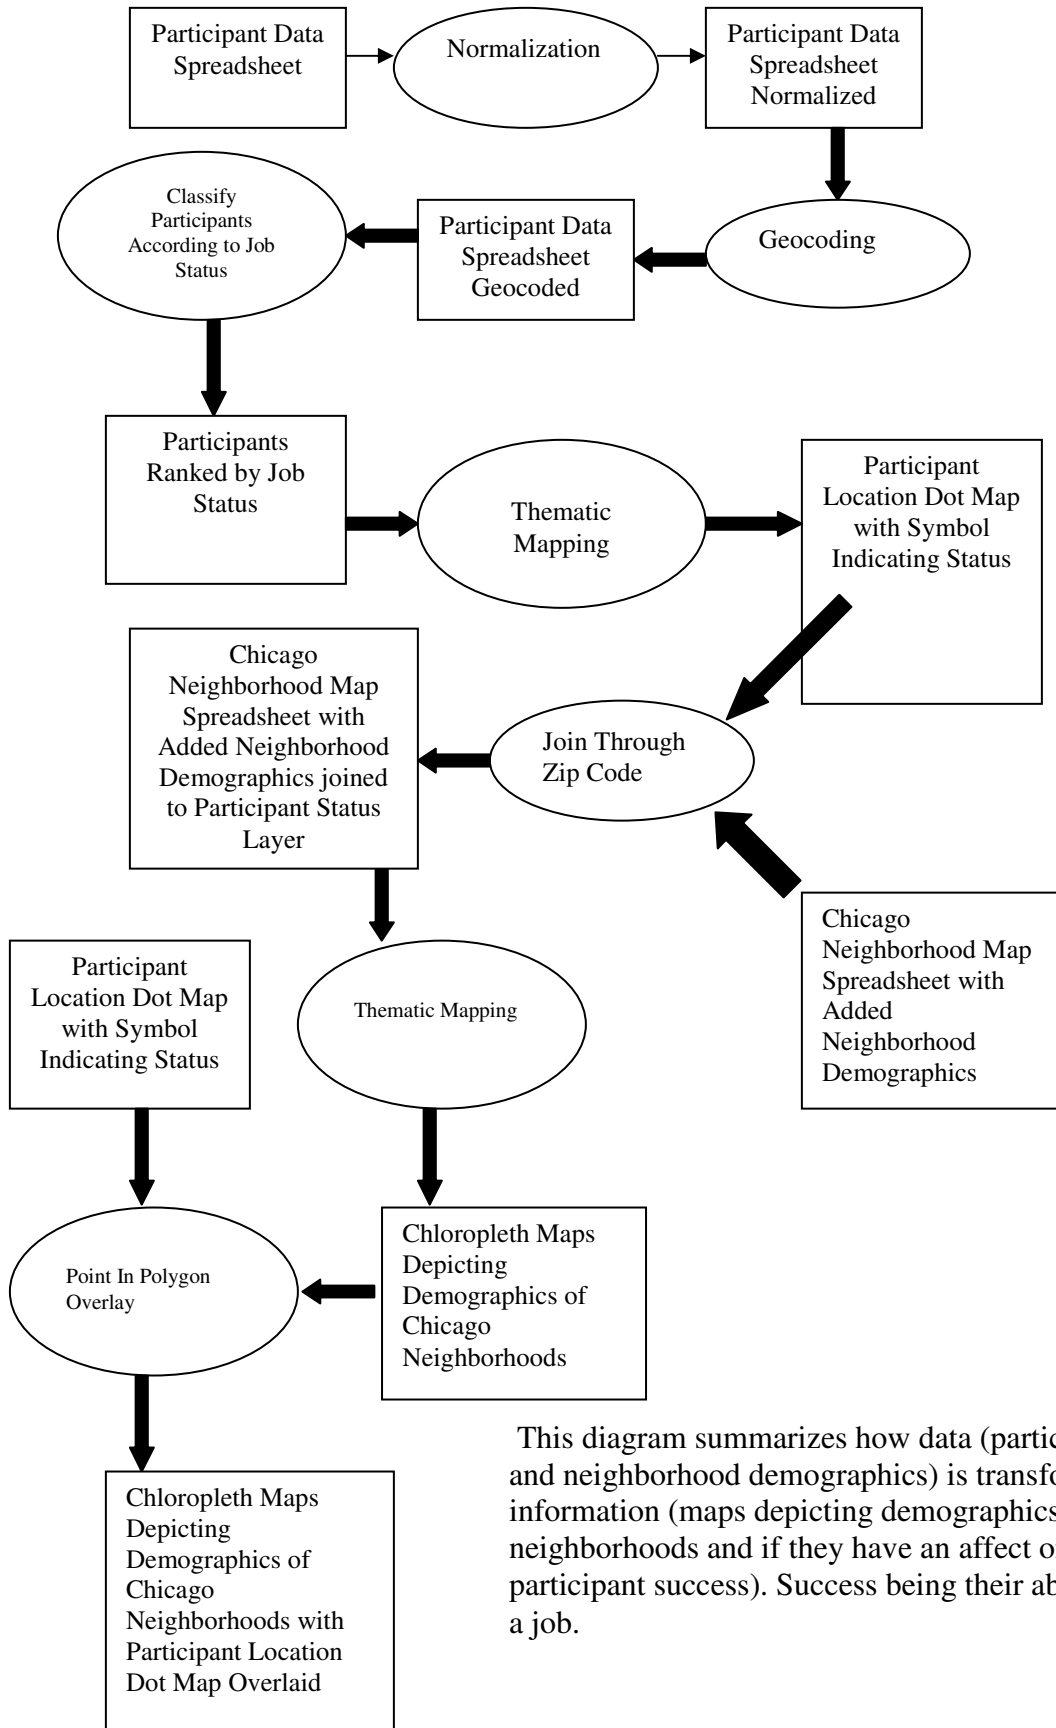 Participant Data
Spreadsheet
Normalization
Participant Data
Spreadsheet
Normalized
Classify
Participants
According to Job
Status
Participant Data
Spreadsheet
Geocoded
Geocoding
Participants
Ranked by Job
Status
Thematic
Mapping
Participant
Location Dot Map
with Symbol
Indicating Status
Chicago
Neighborhood Map
Spreadsheet with
Added Neighborhood
Demographics joined
to Participant Status
Layer
Join Through
Zip Code
Chicago
Neighborhood Map
Spreadsheet with
Added
Neighborhood
Demographics
Participant
Location Dot Map
with Symbol
Indicating Status
Thematic Mapping
Point In Polygon
Overlay
Chloropleth Maps
Depicting
Demographics of
Chicago
Neighborhoods
Chloropleth Maps
Depicting
Demographics of
Chicago
Neighborhoods with
Participant Location
Dot Map Overlaid
This diagram summarizes how data (partic
and neighborhood demographics) is transfo
information (maps depicting demographics
neighborhoods and if they have an affect o
participant success). Success being their ab
a job.